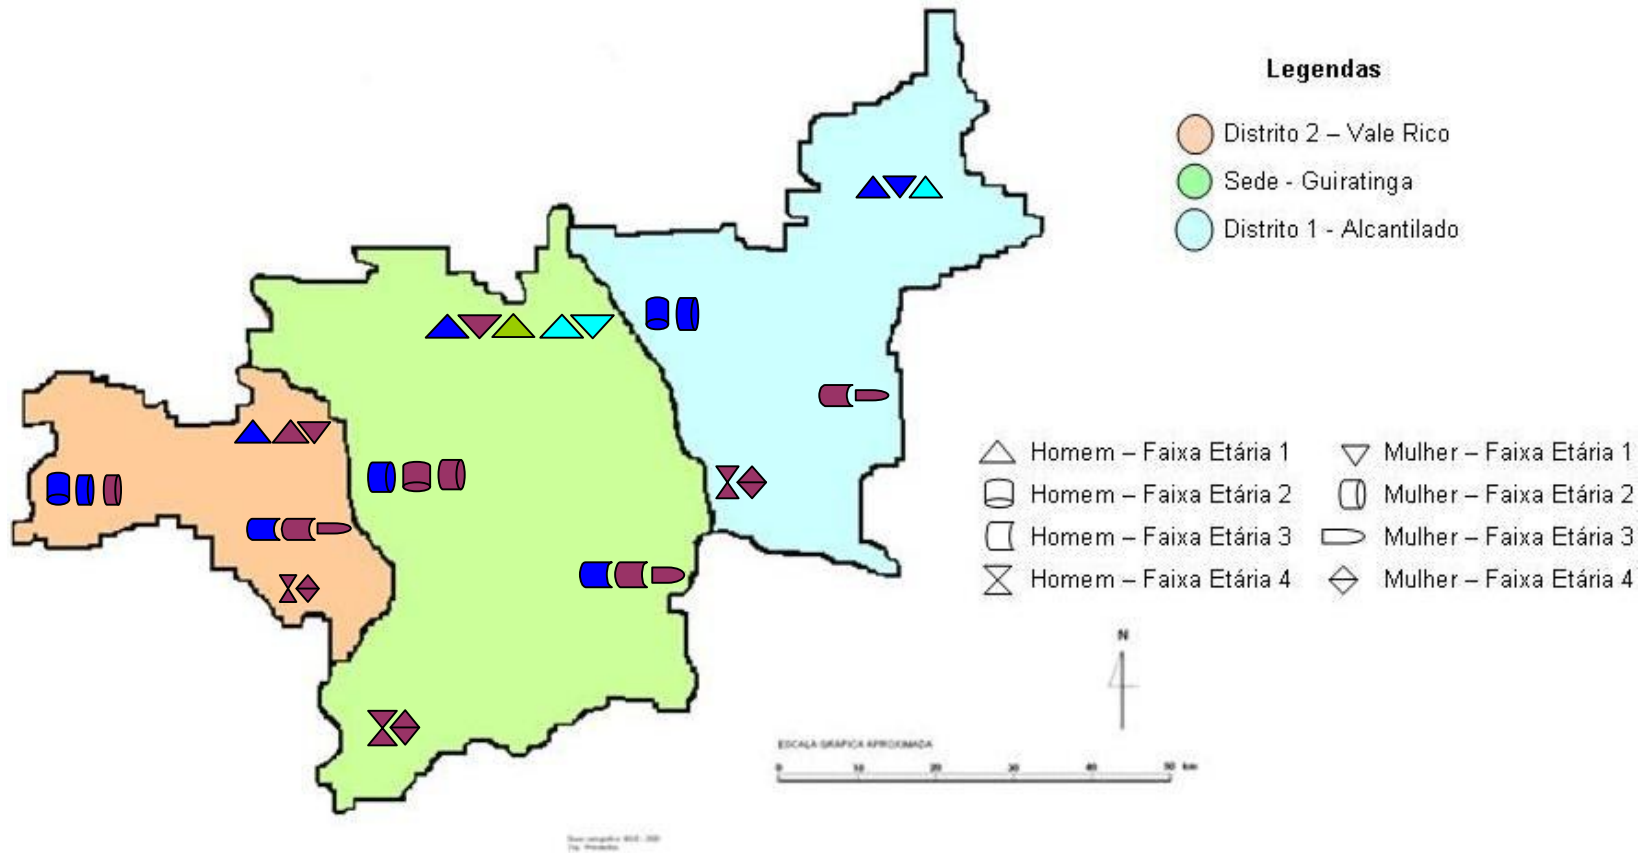 Legendas
Distrito 2 – Vale Rico
Sede - Guiratinga
Distrito 1 - Alcantilado
Homem – Faixa Etária 1
Mulher – Faixa Etária 1
Homem – Faixa Etária 2
Mulher – Faixa Etária 2
Homem – Faixa Etária 3
Mulher – Faixa Etária 3
Homem – Faixa Etária 4
Mulher – Faixa Etária 4
N
ESCALA GRÁFICA APROXIMADA
0 10 20 30 40 50 km